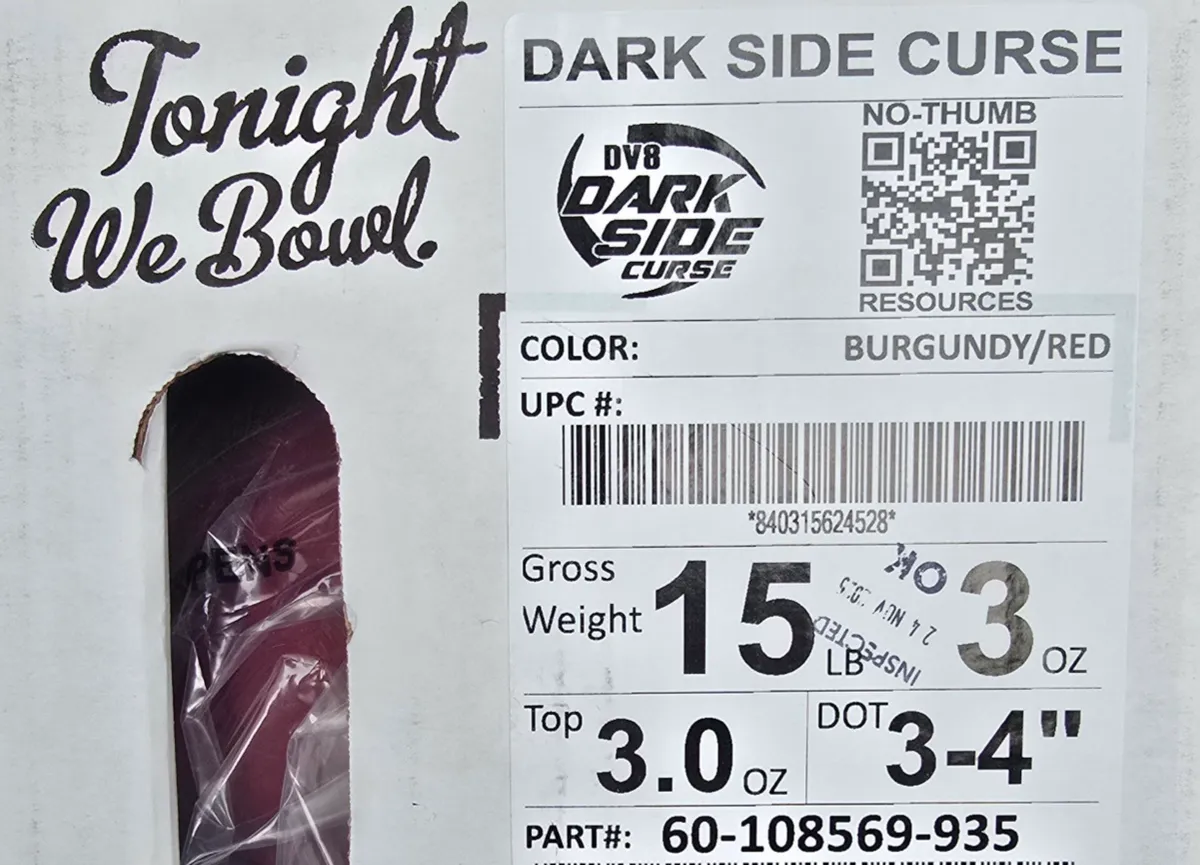 Tonight
We Bowl.
DARK SIDE CURSE
DV8
DARK
SIDE
CURSE
NO-THUMB
RESOURCES
COLOR: BURGUNDY/RED
UPC #:
*840315624528*
Gross
Weight 15 LB 3 OZ
OK
24 NOV 2025
INSPECTED
Top 3.0 OZ
DOT 3-4"
PART#: 60-108569-935
PENS